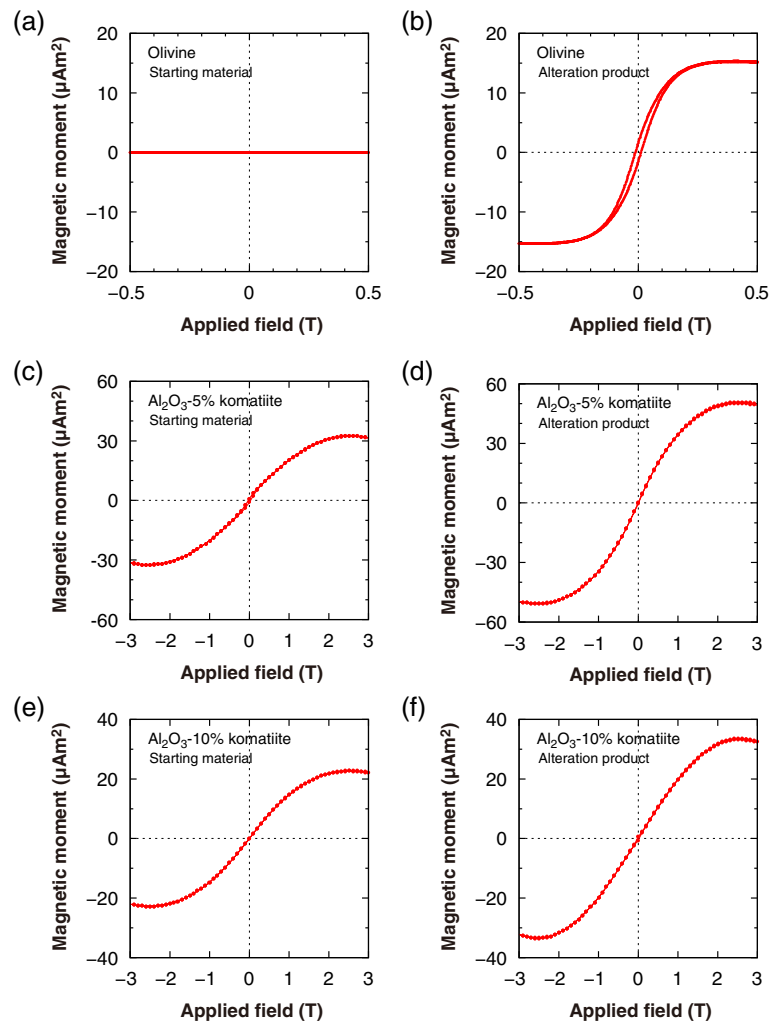 (a)
Olivine
Starting material
Magnetic moment (μAm²)
20
10
0
−10
−20
−0.5
0
0.5
Applied field (T)
(b)
Olivine
Alteration product
Magnetic moment (μAm²)
20
10
0
−10
−20
−0.5
0
0.5
Applied field (T)
(c)
Al₂O₃-5% komatiite
Starting material
Magnetic moment (μAm²)
60
30
0
-30
-60
−3
−2
−1
0
1
2
3
Applied field (T)
(d)
Al₂O₃-5% komatiite
Alteration product
Magnetic moment (μAm²)
60
30
0
−30
−60
−3
−2
−1
0
1
2
3
Applied field (T)
(e)
Al₂O₃-10% komatiite
Starting material
Magnetic moment (μAm²)
40
20
0
−20
−40
−3
−2
−1
0
1
2
3
Applied field (T)
(f)
Al₂O₃-10% komatiite
Alteration product
Magnetic moment (μAm²)
40
20
0
−20
−40
−3
−2
−1
0
1
2
3
Applied field (T)